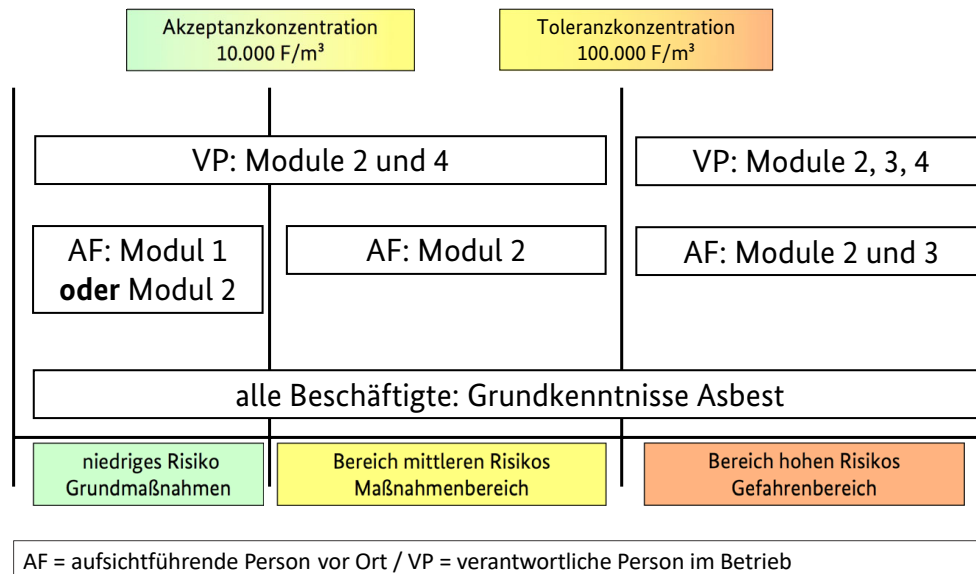 Akzeptanzkonzentration
10.000 F/m³
Toleranzkonzentration
100.000 F/m³
VP: Module 2 und 4
VP: Module 2, 3, 4
AF: Modul 1
oder Modul 2
AF: Modul 2
AF: Module 2 und 3
alle Beschäftigte: Grundkenntnisse Asbest
niedriges Risiko
Grundmaßnahmen
Bereich mittleren Risikos
Maßnahmenbereich
Bereich hohen Risikos
Gefahrenbereich
AF = aufsichtführende Person vor Ort / VP = verantwortliche Person im Betrieb